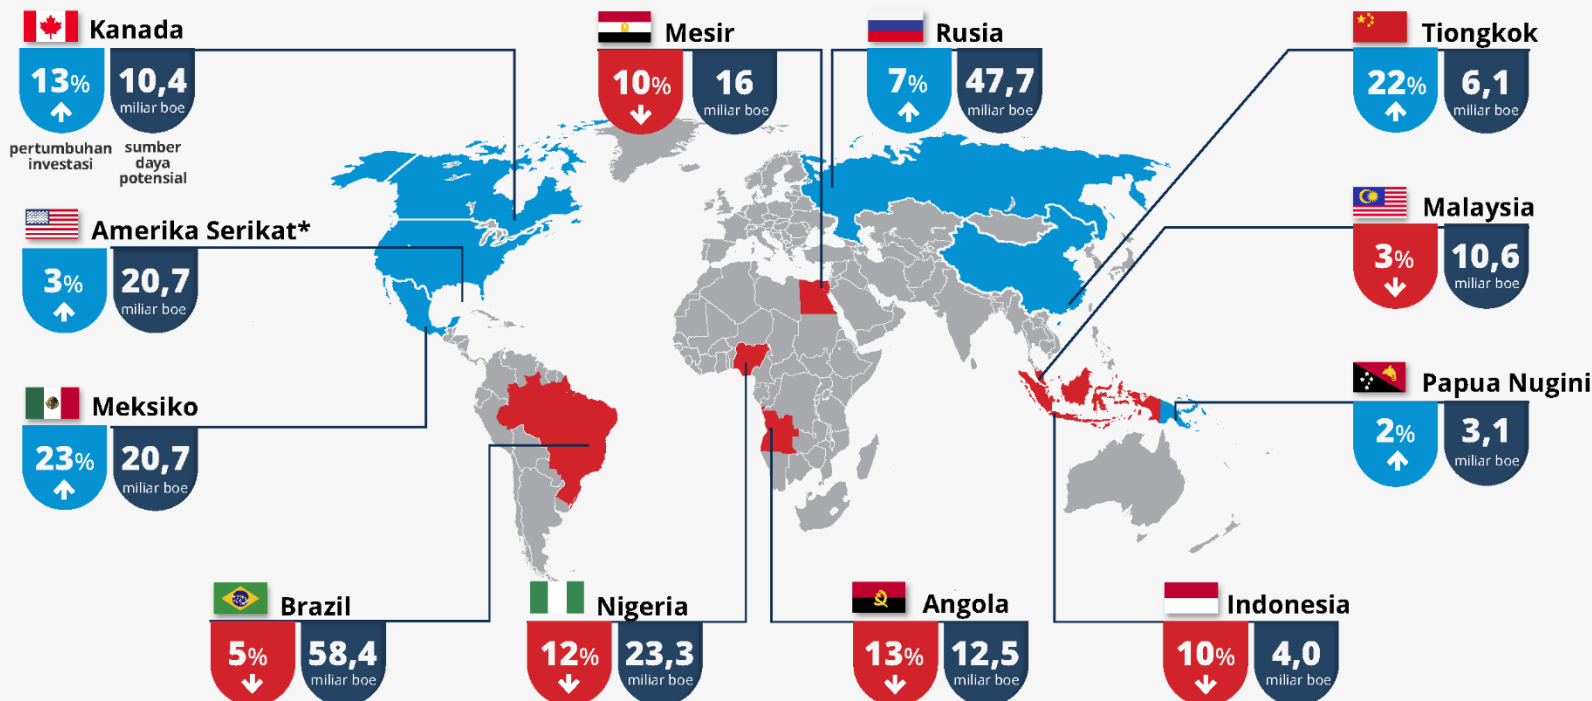 Kanada
13%
10,4
miliar boe
pertumbuhan
investasi
sumber
daya
potensial
Mesir
10%
16
miliar boe
Rusia
7%
47,7
miliar boe
Tiongkok
22%
6,1
miliar boe
Amerika Serikat*
3%
20,7
miliar boe
Malaysia
3%
10,6
miliar boe
Meksiko
23%
20,7
miliar boe
Papua Nugini
2%
3,1
miliar boe
Brazil
5%
58,4
miliar boe
Nigeria
12%
23,3
miliar boe
Angola
13%
12,5
miliar boe
Indonesia
10%
4,0
miliar boe